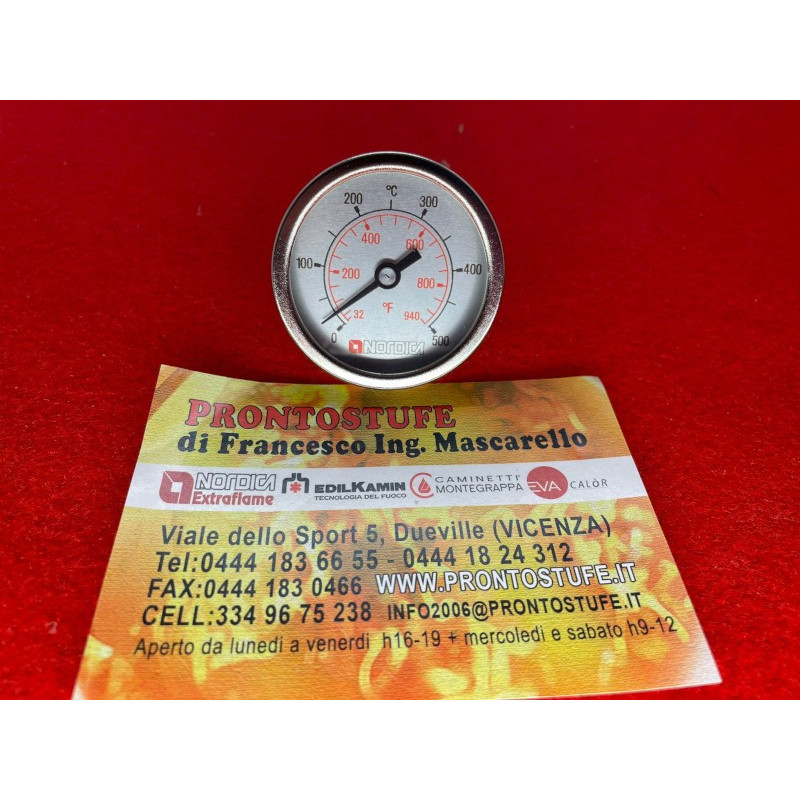 °C
200
300
400
600
100
200
800
400
°F
32
940
0
500
NORDICA
PRONTOSTUFE
di Francesco Ing. Mascarello
NORDICA
Extraflame
EDILKAMIN
TECNOLOGIA DEL FUOCO
CAMINETTI
MONTEGRAPPA
EVA
CALÒR
Viale dello Sport 5, Dueville (VICENZA)
Tel:0444 183 66 55 - 0444 18 24 312
FAX:0444 183 0466 WWW.PRONTOSTUFE.IT
CELL:334 96 75 238 INFO2006@PRONTOSTUFE.IT
Aperto da lunedi a venerdi h16-19 + mercoledi e sabato h9-12